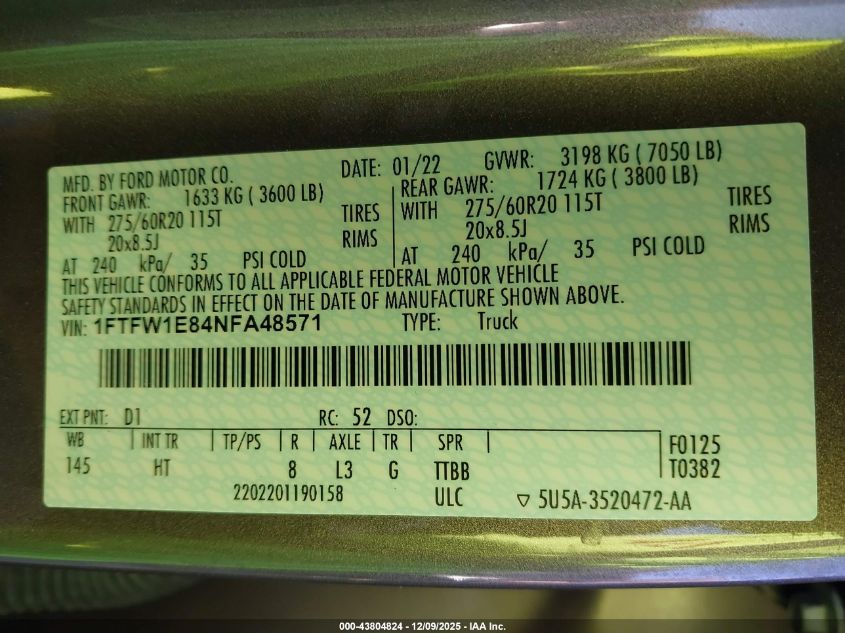 MFD. BY FORD MOTOR CO.
DATE: 01/22 GVWR: 3198 KG ( 7050 LB)
FRONT GAWR: 1633 KG ( 3600 LB)
WITH 275/60R20 115T TIRES
20x8.5J RIMS
AT 240 kPa/ 35 PSI COLD
REAR GAWR: 1724 KG ( 3800 LB)
WITH 275/60R20 115T TIRES
20x8.5J RIMS
AT 240 kPa/ 35 PSI COLD
THIS VEHICLE CONFORMS TO ALL APPLICABLE FEDERAL MOTOR VEHICLE
SAFETY STANDARDS IN EFFECT ON THE DATE OF MANUFACTURE SHOWN ABOVE.
VIN: 1FTFW1E84NFA48571 TYPE: Truck
EXT PNT: D1 RC: 52 DSO:
WB INT TR TP/PS R AXLE TR SPR
145 HT 8 L3 G TTBB
F0125
T0382
2202201190158 ULC ▽ 5U5A-3520472-AA
000-43804824 - 12/09/2025 - IAA Inc.